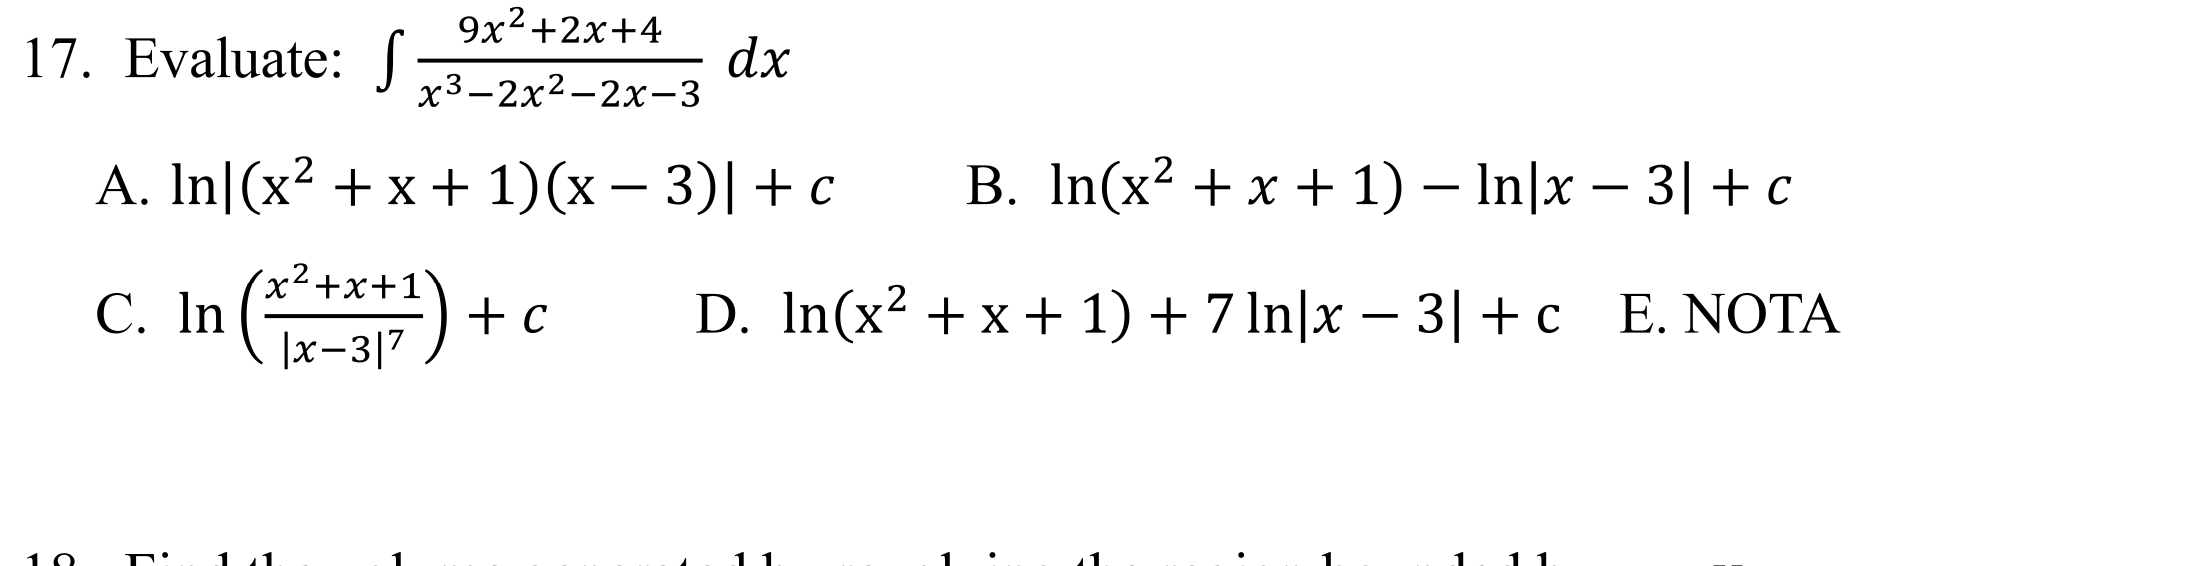 17. Evaluate: ∫ (9x²+2x+4)/(x³−2x²−2x−3) dx
A. ln|(x² + x + 1)(x − 3)| + c B. ln(x² + x + 1) − ln|x − 3| + c
C. ln((x²+x+1)/|x−3|⁷) + c D. ln(x² + x + 1) + 7 ln|x − 3| + c E. NOTA